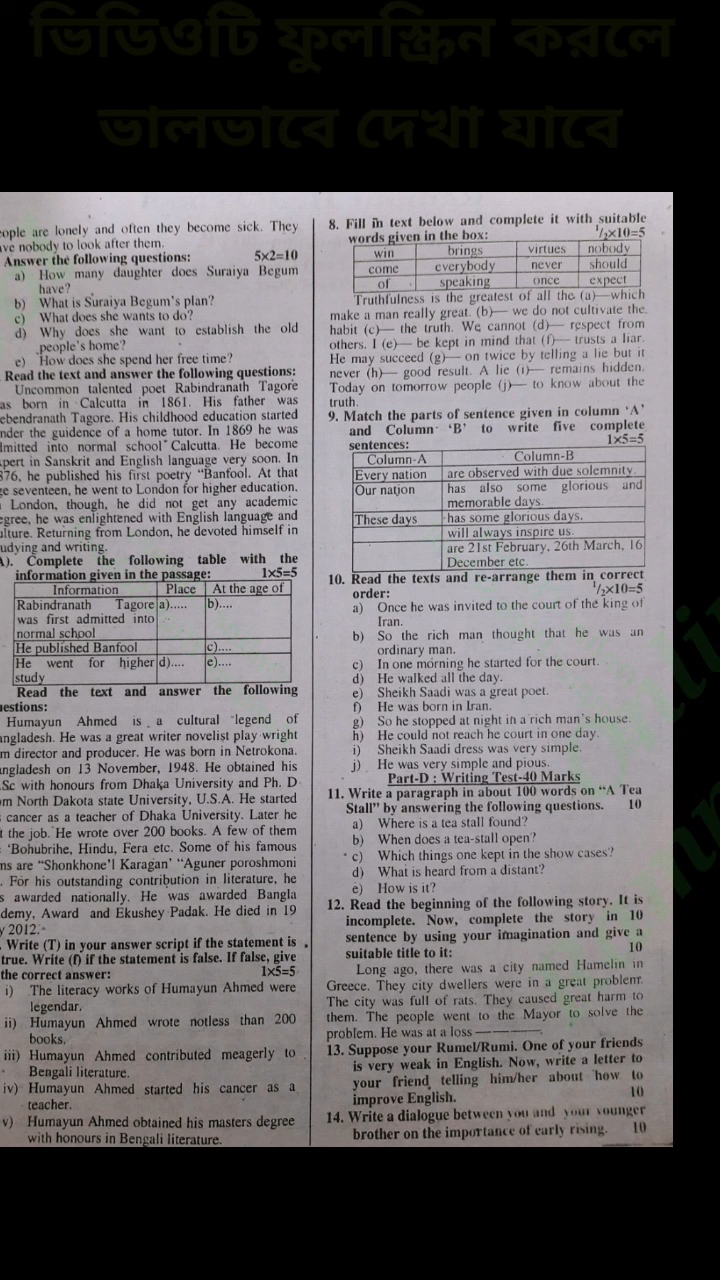 ভিডিওটি ফুলস্ক্রিন করলে
ভালভাবে দেখা যাবে
ople are lonely and often they become sick. They
ve nobody to look after them.
Answer the following questions: 5x2=10
a) How many daughter does Suraiya Begum
have?
b) What is Suraiya Begum's plan?
c) What does she wants to do?
d) Why does she want to establish the old
people's home?
e) How does she spend her free time?
Read the text and answer the following questions:
Uncommon talented poet Rabindranath Tagore
as born in Calcutta in 1861. His father was
ebendranath Tagore. His childhood education started
nder the guidence of a home tutor. In 1869 he was
lmitted into normal school Calcutta. He become
pert in Sanskrit and English language very soon. In
876, he published his first poetry "Banfool. At that
ge seventeen, he went to London for higher education.
London, though, he did not get any academic
egree, he was enlightened with English language and
ulture. Returning from London, he devoted himself in
udying and writing.
A). Complete the following table with the
information given in the passage: 1x5=5
Information Place At the age of
Rabindranath Tagore a)..... b)....
was first admitted into
normal school
He published Banfool c)....
He went for higher d).... e)....
study
Read the text and answer the following
estions:
Humayun Ahmed is a cultural legend of
ngladesh. He was a great writer novelist play wright
m director and producer. He was born in Netrokona.
ngladesh on 13 November, 1948. He obtained his
.Sc with honours from Dhaka University and Ph. D
om North Dakota state University, U.S.A. He started
cancer as a teacher of Dhaka University. Later he
t the job. He wrote over 200 books. A few of them
'Bohubrihe, Hindu, Fera etc. Some of his famous
ns are "Shonkhone'l Karagan' "Aguner poroshmoni
. For his outstanding contribution in literature, he
s awarded nationally. He was awarded Bangla
demy, Award and Ekushey Padak. He died in 19
y 2012.
. Write (T) in your answer script if the statement is
true. Write (f) if the statement is false. If false, give
the correct answer: 1x5=5
i) The literacy works of Humayun Ahmed were
legendar.
ii) Humayun Ahmed wrote notless than 200
books.
iii) Humayun Ahmed contributed meagerly to
Bengali literature.
iv) Humayun Ahmed started his cancer as a
teacher.
v) Humayun Ahmed obtained his masters degree
with honours in Bengali literature.
8. Fill in text below and complete it with suitable
words given in the box: 1/2x10=5
win brings virtues nobody
come everybody never should
of speaking once expect
Truthfulness is the greatest of all the (a)—which
make a man really great. (b)— we do not cultivate the
habit (c)— the truth. We cannot (d)— respect from
others. I (e)— be kept in mind that (f)— trusts a liar.
He may succeed (g)— on twice by telling a lie but it
never (h)— good result. A lie (i)— remains hidden.
Today on tomorrow people (j)— to know about the
truth.
9. Match the parts of sentence given in column 'A'
and Column 'B' to write five complete
sentences: 1x5=5
Column-A Column-B
Every nation are observed with due solemnity.
Our nation has also some glorious and
memorable days.
These days has some glorious days.
will always inspire us.
are 21st February, 26th March, 16
December etc.
10. Read the texts and re-arrange them in correct
order: 1/2x10=5
a) Once he was invited to the court of the king of
Iran.
b) So the rich man thought that he was an
ordinary man.
c) In one morning he started for the court.
d) He walked all the day.
e) Sheikh Saadi was a great poet.
f) He was born in Iran.
g) So he stopped at night in a rich man's house.
h) He could not reach he court in one day.
i) Sheikh Saadi dress was very simple.
j) He was very simple and pious.
Part-D : Writing Test-40 Marks
11. Write a paragraph in about 100 words on "A Tea
Stall" by answering the following questions. 10
a) Where is a tea stall found?
b) When does a tea-stall open?
c) Which things one kept in the show cases?
d) What is heard from a distant?
e) How is it?
12. Read the beginning of the following story. It is
incomplete. Now, complete the story in 10
sentence by using your imagination and give a
suitable title to it: 10
Long ago, there was a city named Hamelin in
Greece. They city dwellers were in a great problem.
The city was full of rats. They caused great harm to
them. The people went to the Mayor to solve the
problem. He was at a loss ————.
13. Suppose your Rumel/Rumi. One of your friends
is very weak in English. Now, write a letter to
your friend telling him/her about how to
improve English. 10
14. Write a dialogue between you and your younger
brother on the importance of early rising. 10